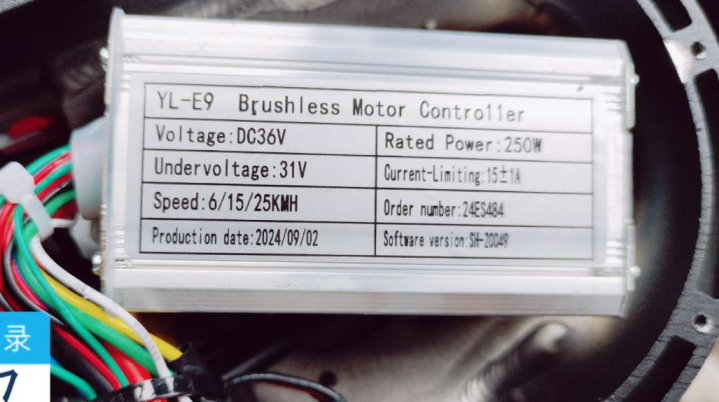 YL-E9 Brushless Motor Controller
Voltage:DC36V
Rated Power:250W
Undervoltage:31V
Current-Limiting:15±1A
Speed:6/15/25KMH
Order number:24ES484
Production date:2024/09/02
Software version:SH-20049
录